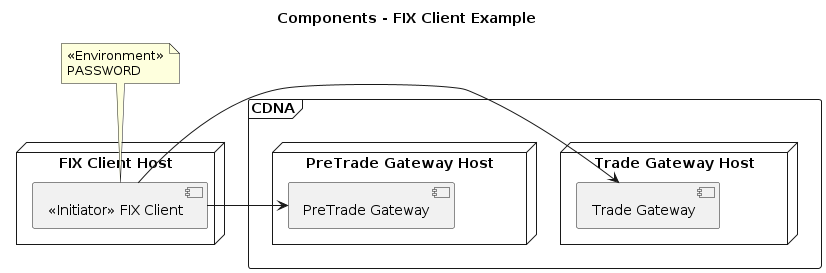 Components - FIX Client Example
«Environment»
PASSWORD
CDNA
FIX Client Host
PreTrade Gateway Host
Trade Gateway Host
«Initiator» FIX Client
PreTrade Gateway
Trade Gateway